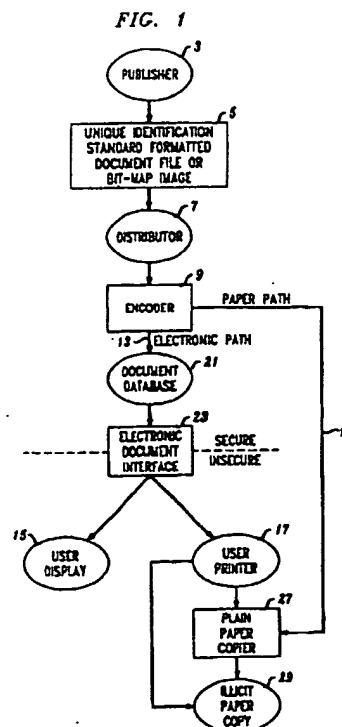 FIG. 1
3
PUBLISHER
5
UNIQUE IDENTIFICATION
STANDARD FORMATTED
DOCUMENT FILE OR
BIT-MAP IMAGE
7
DISTRIBUTOR
9
ENCODER
PAPER PATH
13
ELECTRONIC PATH
21
DOCUMENT
DATABASE
23
ELECTRONIC
DOCUMENT
INTERFACE
SECURE
INSECURE
15
USER
DISPLAY
17
USER
PRINTER
27
PLAIN
PAPER
COPIER
29
ILLICIT
PAPER
COPY